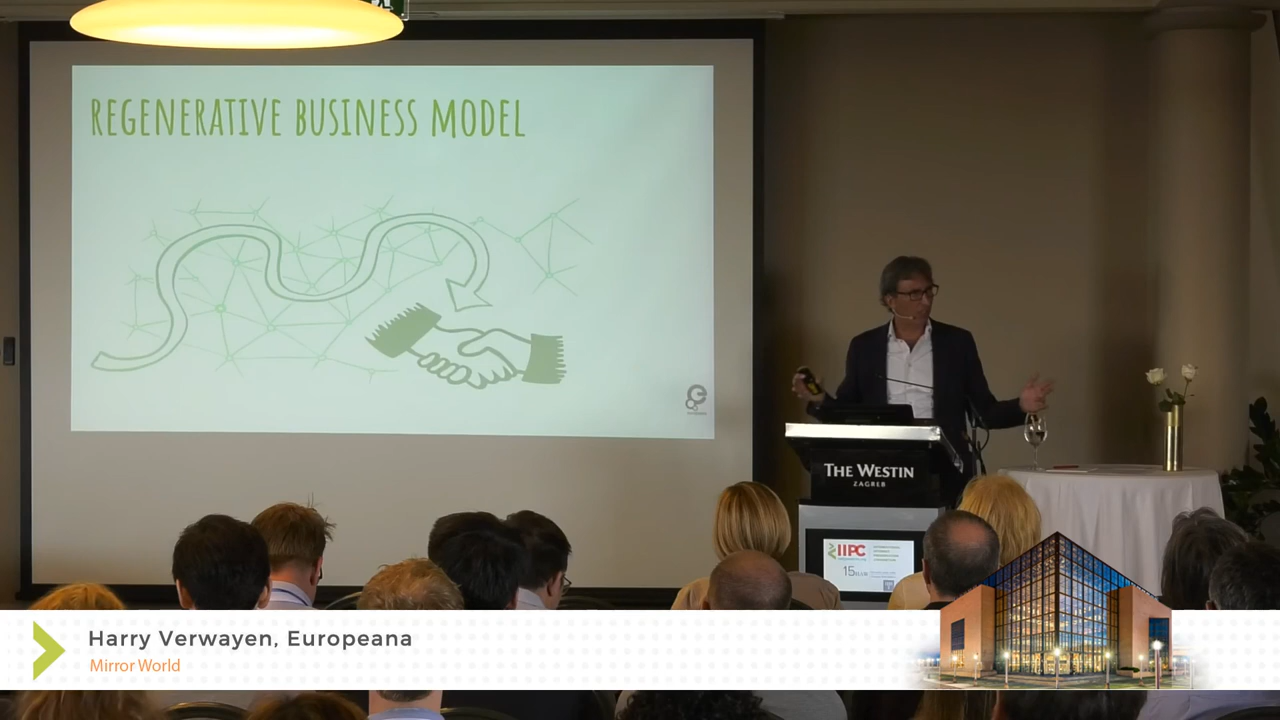 REGENERATIVE BUSINESS MODEL
THE WESTIN
ZAGREB
IIPC
15
Harry Verwayen, Europeana
Mirror World